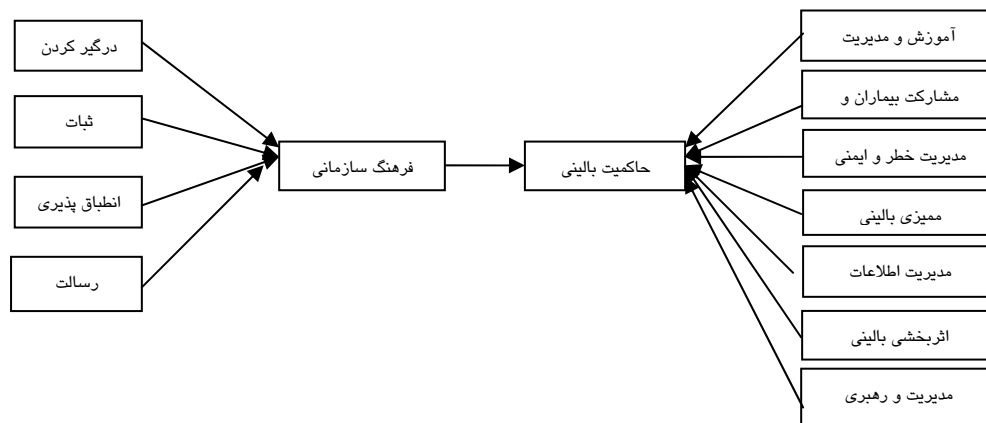 آموزش و مدیریت
مشارکت بیماران و
مدیریت خطر و ایمنی
ممیزی بالینی
مدیریت اطلاعات
اثربخشی بالینی
مدیریت و رهبری
حاکمیت بالینی
فرهنگ سازمانی
درگیر کردن
ثبات
انطباق پذیری
رسالت